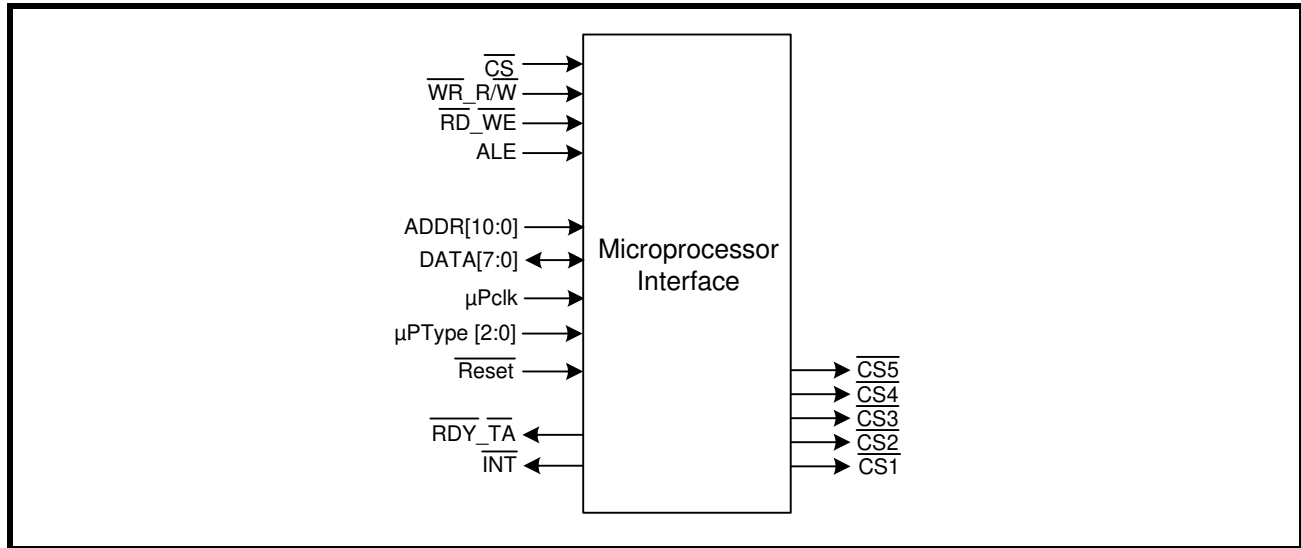 CS
WR_R/W
RD_WE
ALE
ADDR[10:0]
DATA[7:0]
µPclk
µPType [2:0]
Reset
RDY_TA
INT
Microprocessor
Interface
CS5
CS4
CS3
CS2
CS1